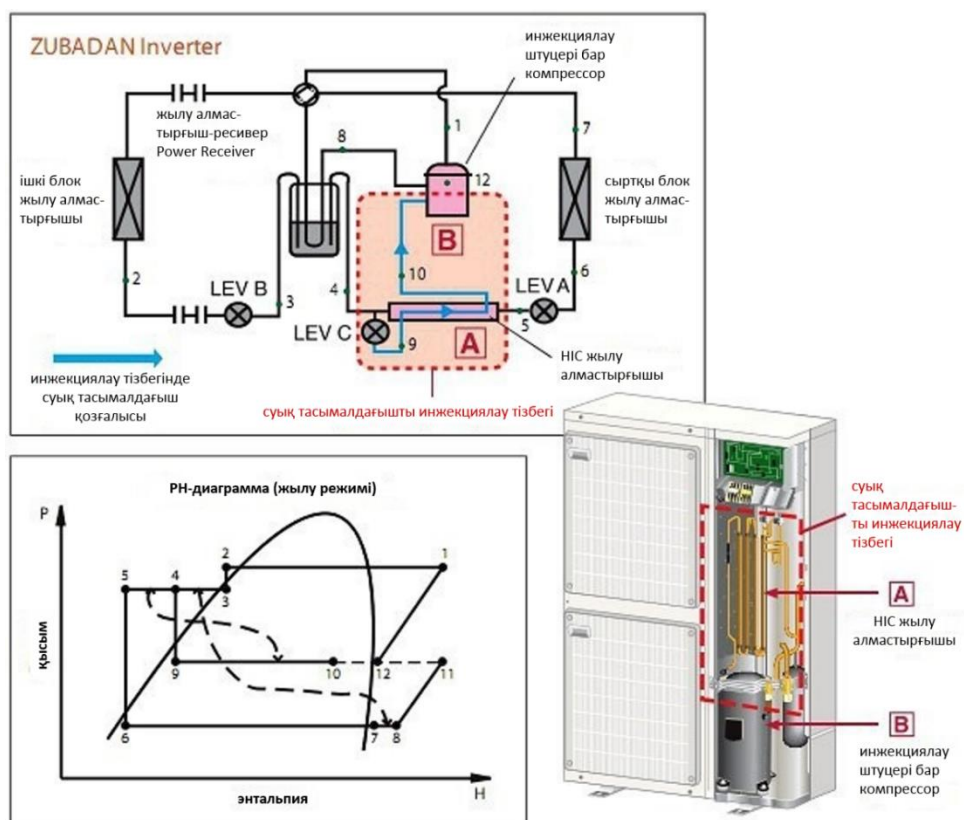 ZUBADAN Inverter
инжекциялау
штуцері бар
компрессор
жылу алмас-
тырғыш-ресивер
Power Receiver
1
7
8
12
ішкі блок
жылу алмас-
тырғышы
сыртқы блок
жылу алмас-
тырғышы
B
10
2
6
LEV B
3
4
LEV A
5
LEV C
9
A
HIC жылу
алмастырғышы
инжекциялау тізбегінде
суық тасымалдағыш
қозғалысы
суық тасымалдағышты инжекциялау тізбегі
PH-диаграмма (жылу режимі)
P
қысым
2
1
5
4
3
9
10
12
11
6
7
8
энтальпия
H
суық
тасымалдағыш-
ты инжекциялау
тізбегі
A
HIC жылу
алмастырғышы
B
инжекциялау
штуцері бар
компрессор